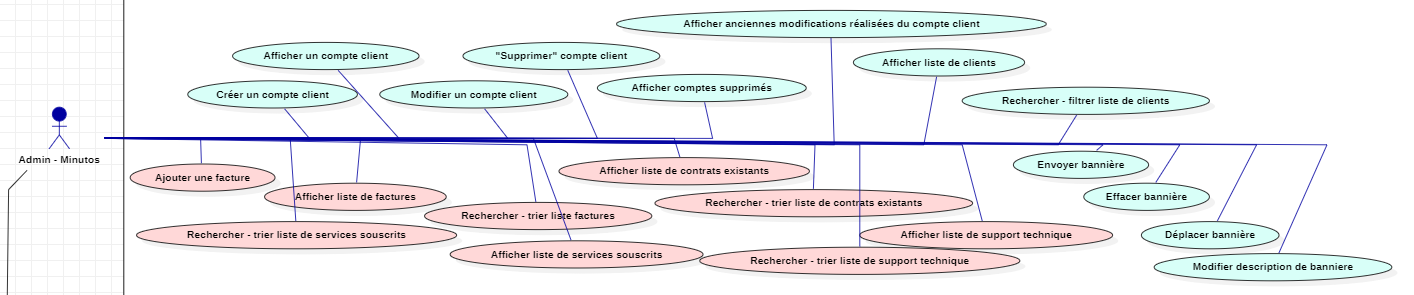 Afficher anciennes modifications réalisées du compte client
Afficher un compte client
"Supprimer" compte client
Afficher liste de clients
Créer un compte client
Modifier un compte client
Afficher comptes supprimés
Rechercher - filtrer liste de clients
Admin - Minutos
Ajouter une facture
Afficher liste de contrats existants
Envoyer bannière
Afficher liste de factures
Rechercher - trier liste factures
Rechercher - trier liste de contrats existants
Effacer bannière
Rechercher - trier liste de services souscrits
Afficher liste de support technique
Déplacer bannière
Afficher liste de services souscrits
Rechercher - trier liste de support technique
Modifier description de banniere